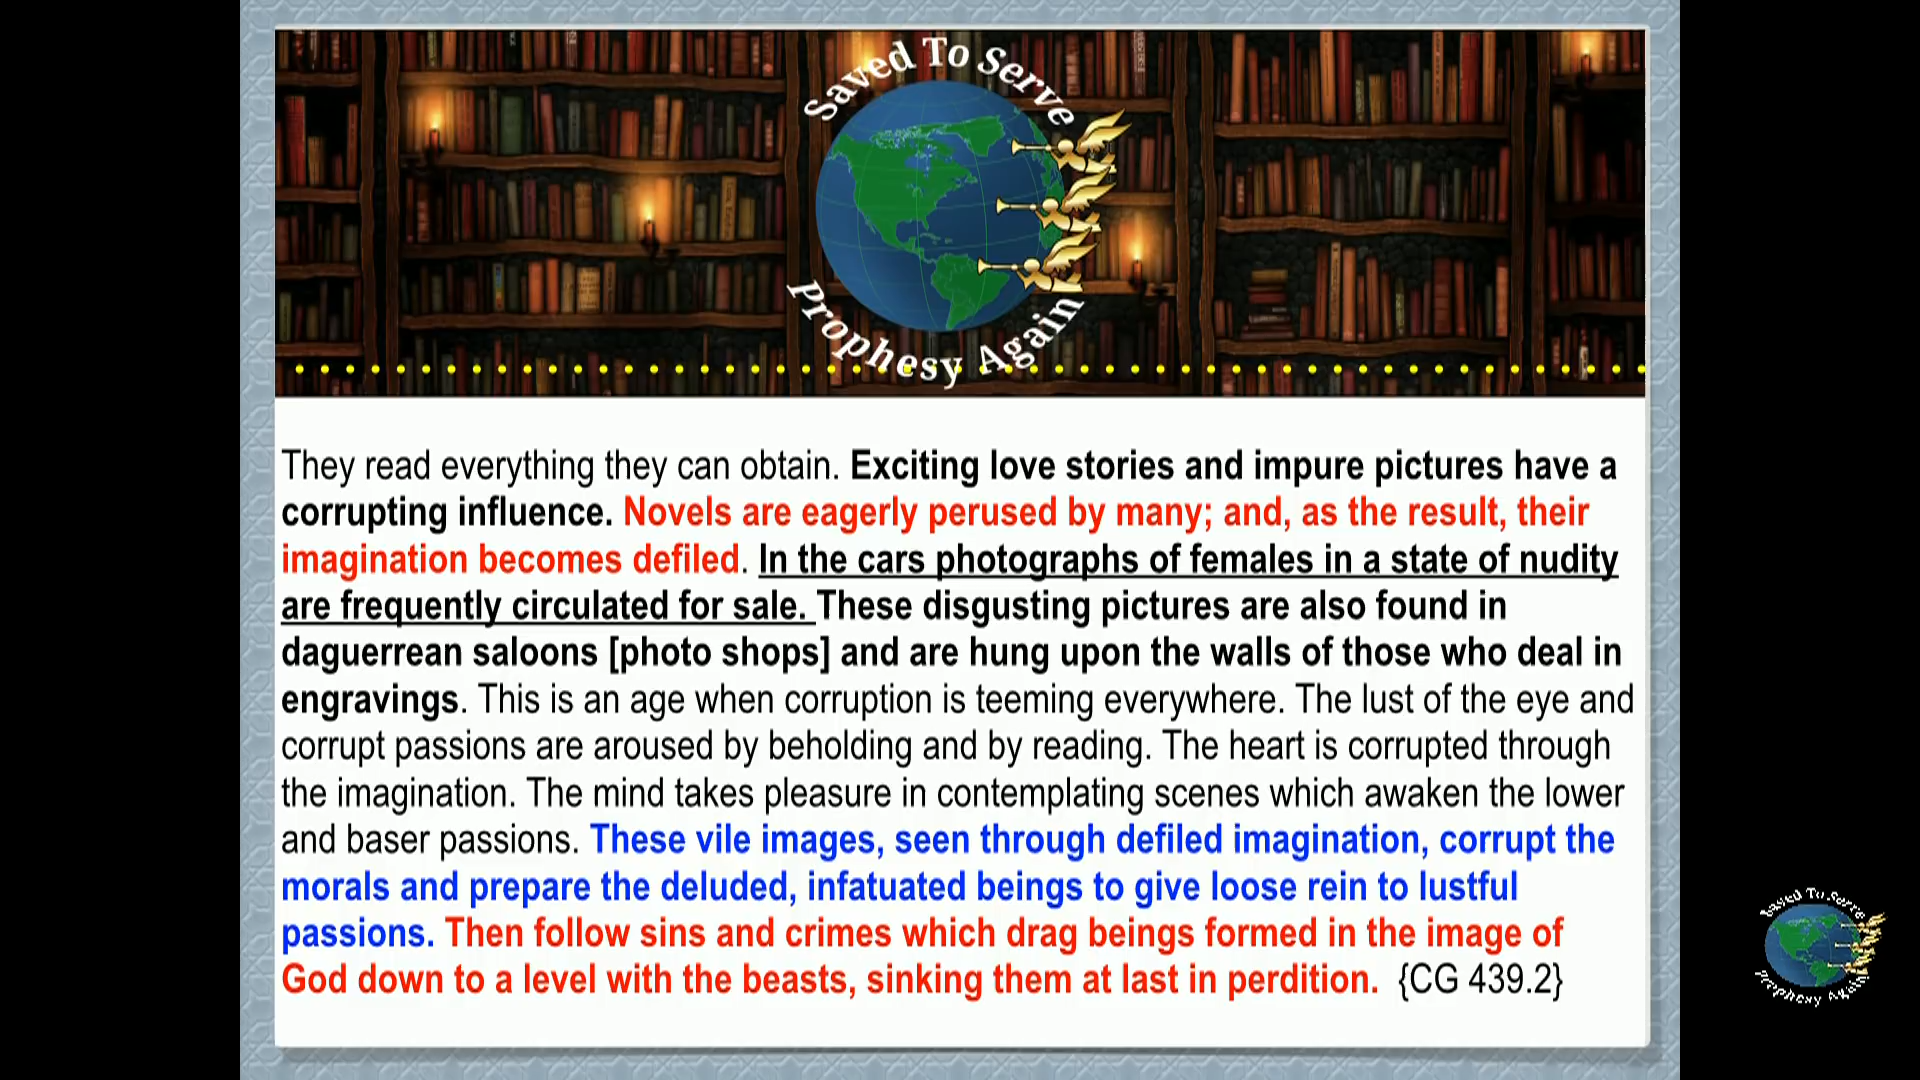 Saved To Serve
Prophesy Again
They read everything they can obtain. Exciting love stories and impure pictures have a
corrupting influence. Novels are eagerly perused by many; and, as the result, their
imagination becomes defiled. In the cars photographs of females in a state of nudity
are frequently circulated for sale. These disgusting pictures are also found in
daguerrean saloons [photo shops] and are hung upon the walls of those who deal in
engravings. This is an age when corruption is teeming everywhere. The lust of the eye and
corrupt passions are aroused by beholding and by reading. The heart is corrupted through
the imagination. The mind takes pleasure in contemplating scenes which awaken the lower
and baser passions. These vile images, seen through defiled imagination, corrupt the
morals and prepare the deluded, infatuated beings to give loose rein to lustful
passions. Then follow sins and crimes which drag beings formed in the image of
God down to a level with the beasts, sinking them at last in perdition. {CG 439.2}
Saved To Serve
Prophesy Again